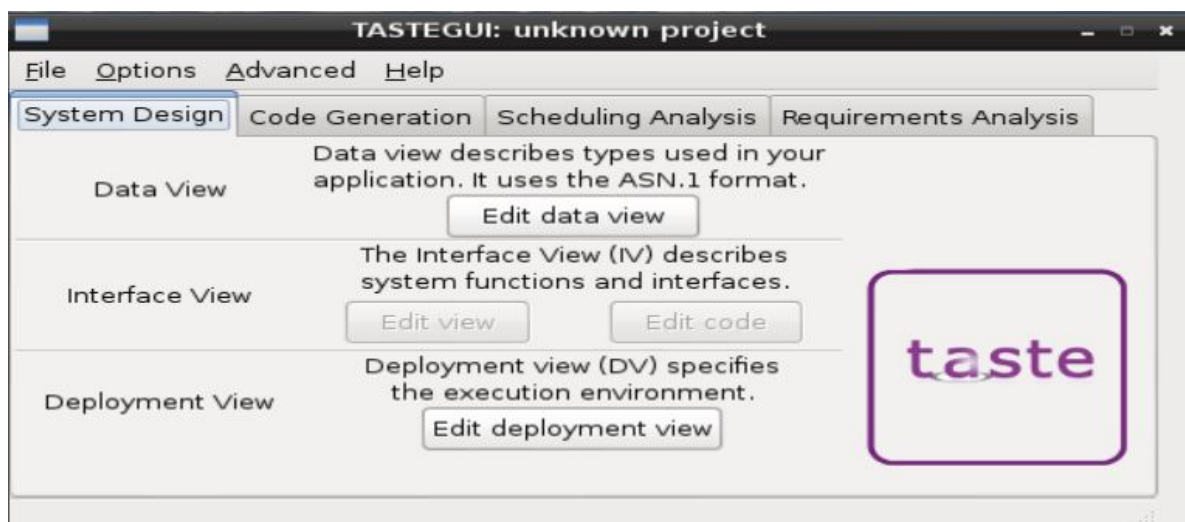 TASTEGUI: unknown project
File Options Advanced Help
System Design Code Generation Scheduling Analysis Requirements Analysis
Data View
Data view describes types used in your
application. It uses the ASN.1 format.
Edit data view
Interface View
The Interface View (IV) describes
system functions and interfaces.
Edit view Edit code
Deployment View
Deployment view (DV) specifies
the execution environment.
Edit deployment view
taste